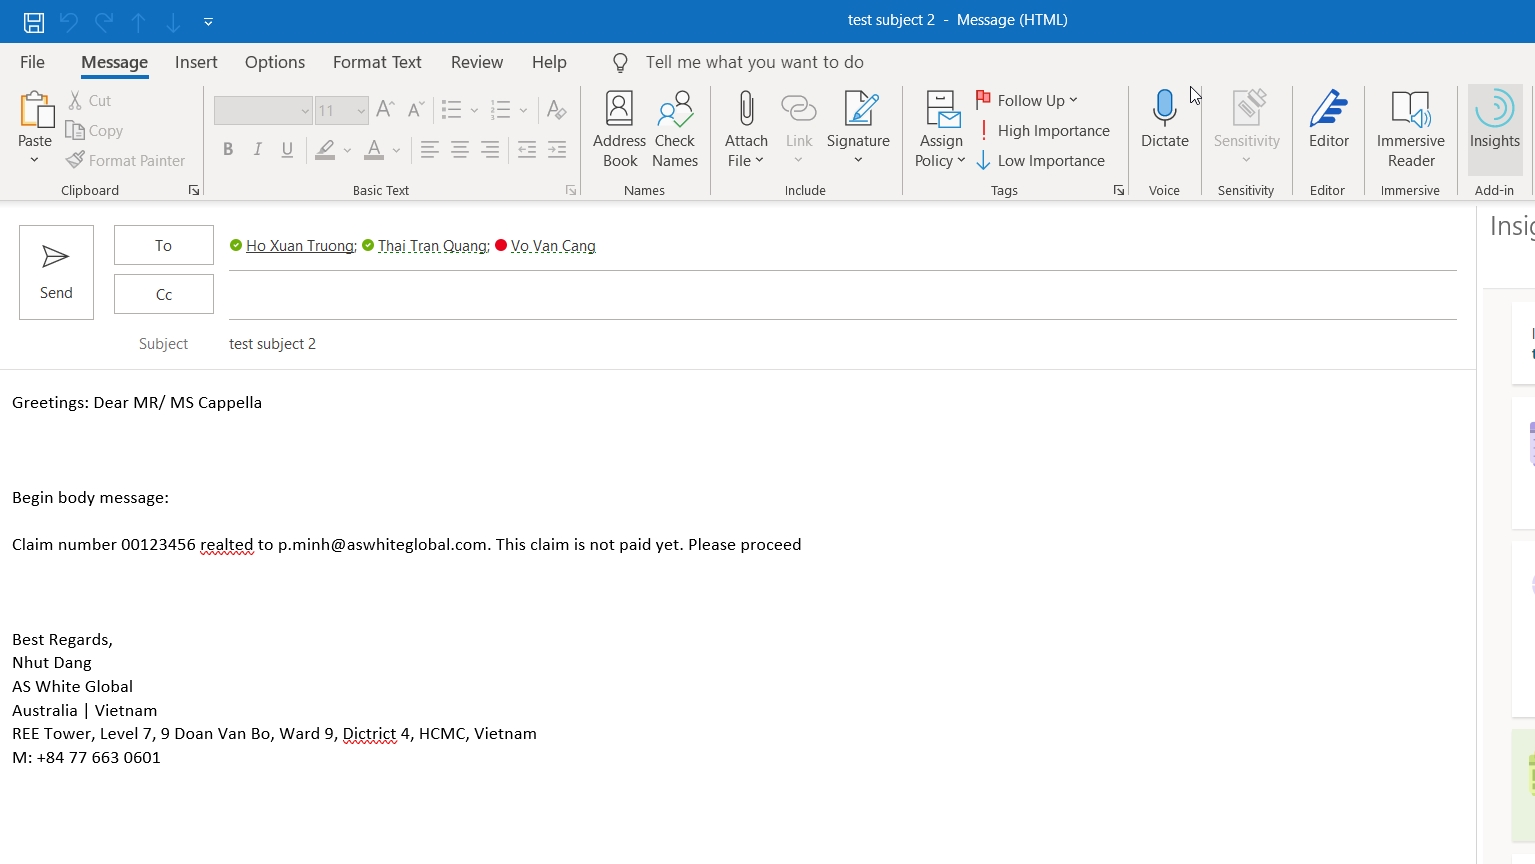 test subject 2 - Message (HTML)
File Message Insert Options Format Text Review Help Tell me what you want to do
Paste
Cut
Copy
Format Painter
Clipboard
11
B I U
A
Basic Text
Address Book
Check Names
Names
Attach File
Link
Signature
Include
Assign Policy
Follow Up
High Importance
Low Importance
Tags
Dictate
Voice
Sensitivity
Sensitivity
Editor
Editor
Immersive Reader
Immersive
Insights
Add-in
Send
To
Ho Xuan Truong; Thai Tran Quang; Vo Van Cang
Cc
Subject test subject 2
Greetings: Dear MR/ MS Cappella
Begin body message:
Claim number 00123456 realted to p.minh@aswhiteglobal.com. This claim is not paid yet. Please proceed
Best Regards,
Nhut Dang
AS White Global
Australia | Vietnam
REE Tower, Level 7, 9 Doan Van Bo, Ward 9, Dictrict 4, HCMC, Vietnam
M: +84 77 663 0601